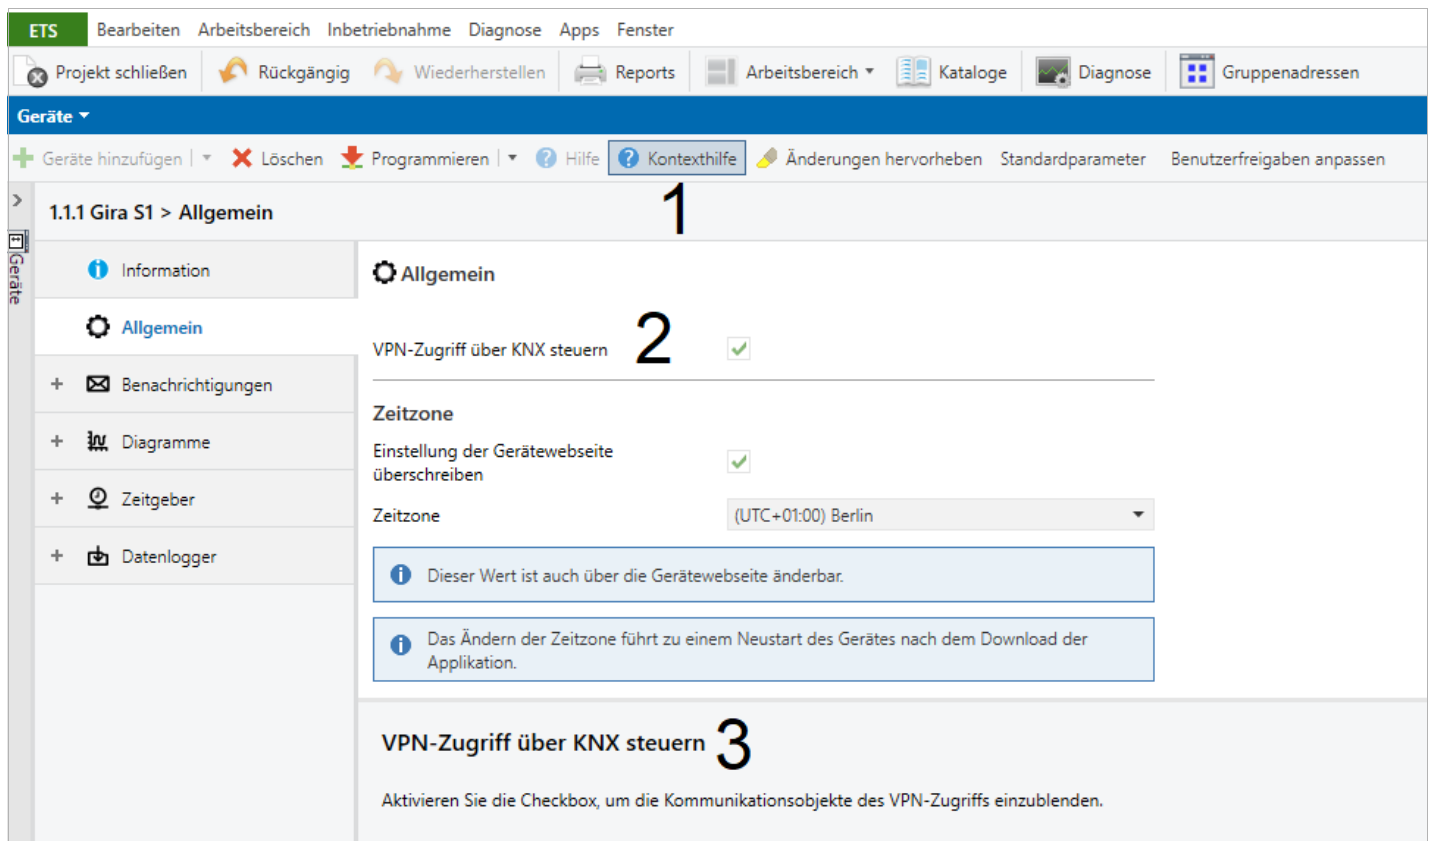 ETS Bearbeiten Arbeitsbereich Inbetriebnahme Diagnose Apps Fenster
Projekt schließen Rückgängig Wiederherstellen Reports Arbeitsbereich Kataloge Diagnose Gruppenadressen
Geräte
Geräte hinzufügen Löschen Programmieren Hilfe Kontexthilfe Änderungen hervorheben Standardparameter Benutzerfreigaben anpassen
1
1.1.1 Gira S1 > Allgemein
Geräte
Information
Allgemein
Benachrichtigungen
Diagramme
Zeitgeber
Datenlogger
Allgemein
VPN-Zugriff über KNX steuern 2
Zeitzone
Einstellung der Gerätewebseite
überschreiben
Zeitzone (UTC+01:00) Berlin
Dieser Wert ist auch über die Gerätewebseite änderbar.
Das Ändern der Zeitzone führt zu einem Neustart des Gerätes nach dem Download der
Applikation.
VPN-Zugriff über KNX steuern 3
Aktivieren Sie die Checkbox, um die Kommunikationsobjekte des VPN-Zugriffs einzublenden.